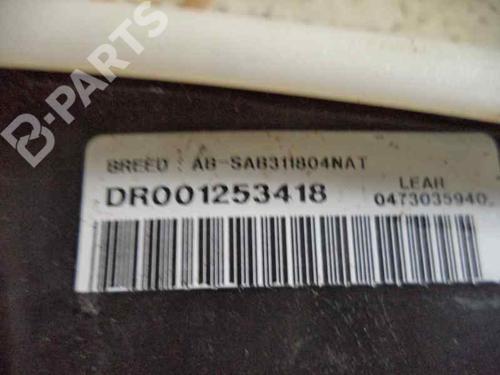 B-PARTS
BREED : AB-SAB311804NAT
DR001253418
LEAR
0473035940